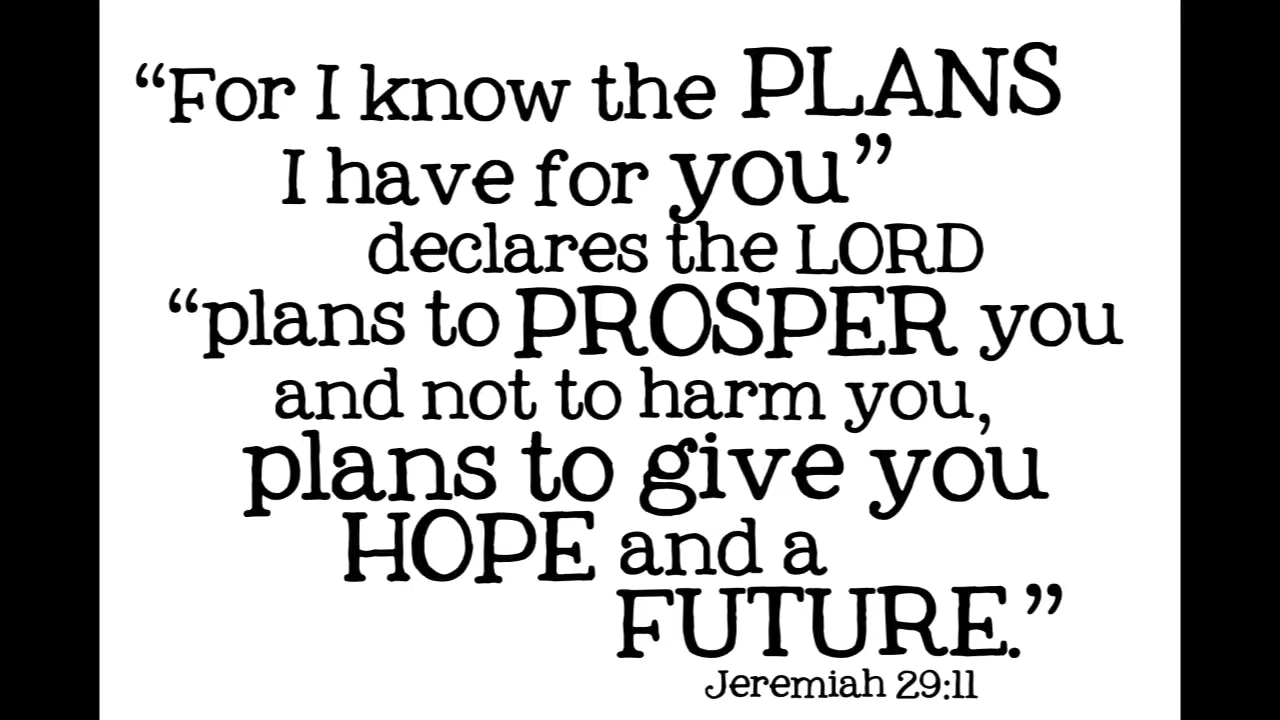 “For I know the PLANS
I have for you”
declares the LORD
“plans to PROSPER you
and not to harm you,
plans to give you
HOPE and a
FUTURE.”
Jeremiah 29:11